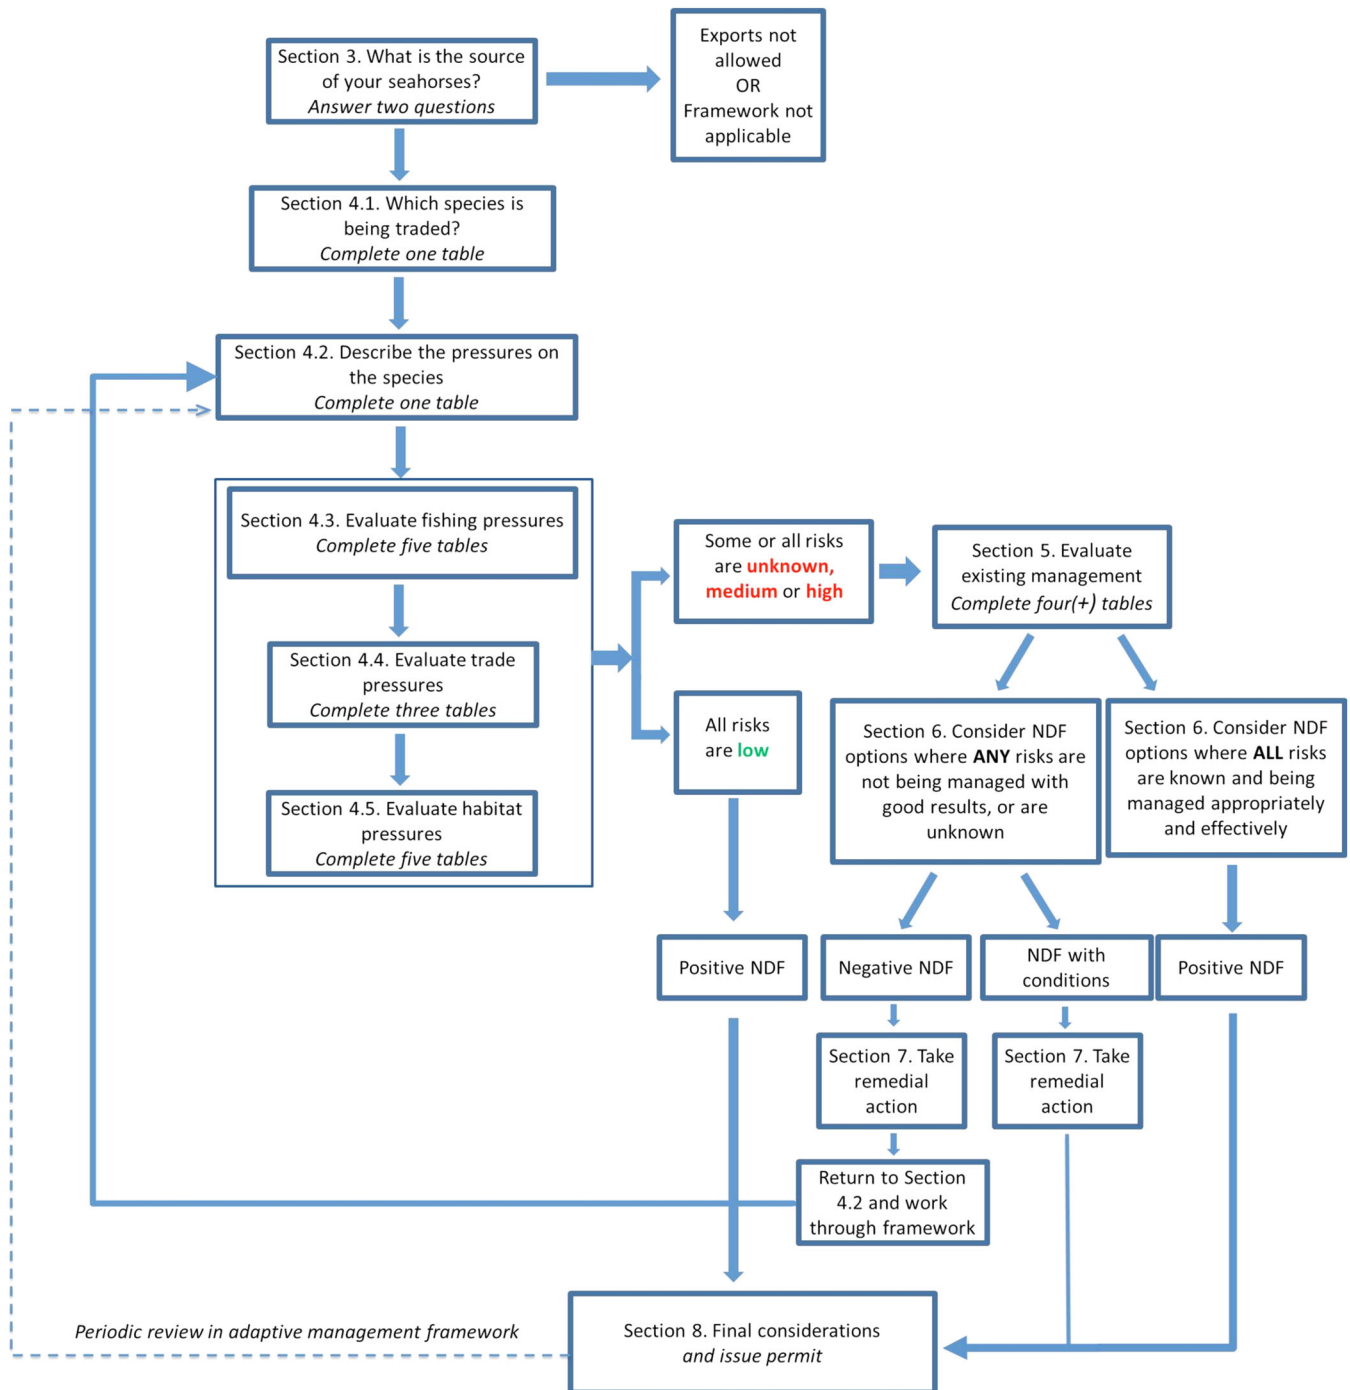 Section 3. What is the source
of your seahorses?
Answer two questions
Exports not
allowed
OR
Framework not
applicable
Section 4.1. Which species is
being traded?
Complete one table
Section 4.2. Describe the pressures on
the species
Complete one table
Section 4.3. Evaluate fishing pressures
Complete five tables
Section 4.4. Evaluate trade
pressures
Complete three tables
Section 4.5. Evaluate habitat
pressures
Complete five tables
Some or all risks
are unknown,
medium or high
All risks
are low
Section 5. Evaluate
existing management
Complete four(+) tables
Section 6. Consider NDF
options where ANY risks are
not being managed with
good results, or are
unknown
Section 6. Consider NDF
options where ALL risks
are known and being
managed appropriately
and effectively
Positive NDF
Negative NDF
NDF with
conditions
Positive NDF
Section 7. Take
remedial
action
Section 7. Take
remedial
action
Return to Section
4.2 and work
through framework
Periodic review in adaptive management framework
Section 8. Final considerations
and issue permit